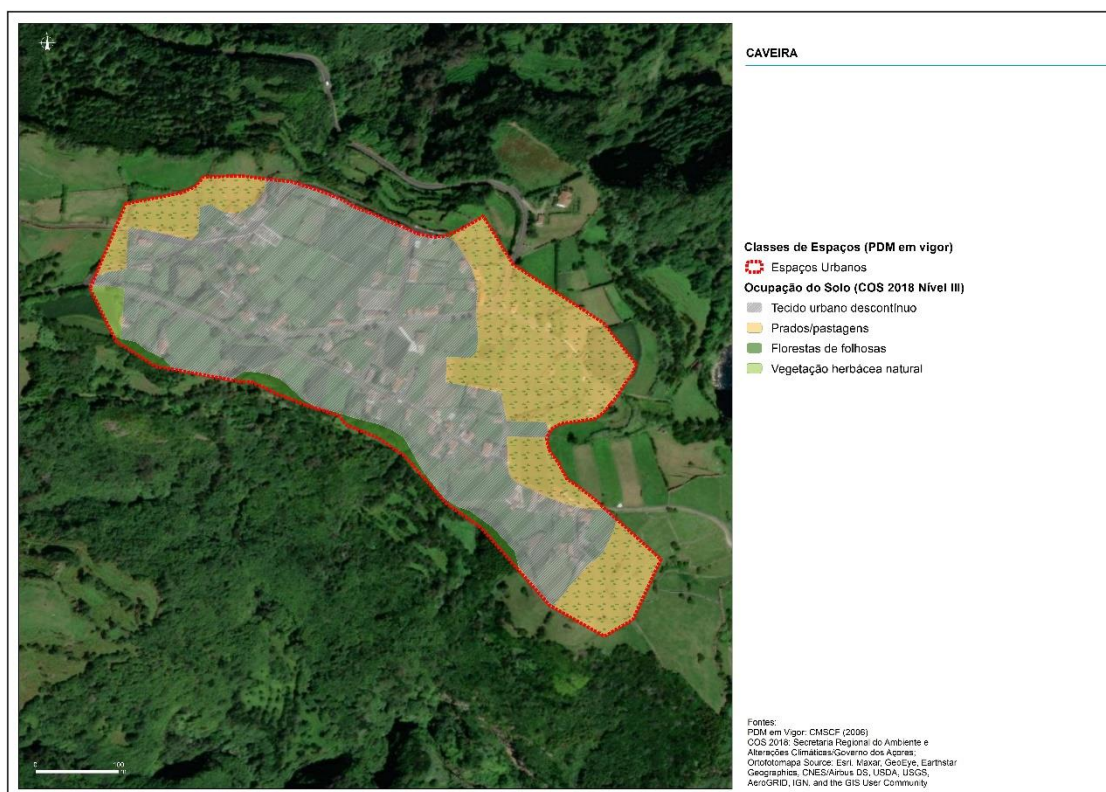 CAVEIRA
Classes de Espaços (PDM em vigor)
Espaços Urbanos
Ocupação do Solo (COS 2018 Nível III)
Tecido urbano descontínuo
Prados/pastagens
Florestas de folhosas
Vegetação herbácea natural
Fontes:
PDM em Vigor: CMSCF (2006)
COS 2018: Secretaria Regional do Ambiente e
Alterações Climáticas/Governo dos Açores;
Ortofotomapa Source: Esri, Maxar, GeoEye, Earthstar
Geographics, CNES/Airbus DS, USDA, USGS,
AeroGRID, IGN, and the GIS User Community
0 100
m